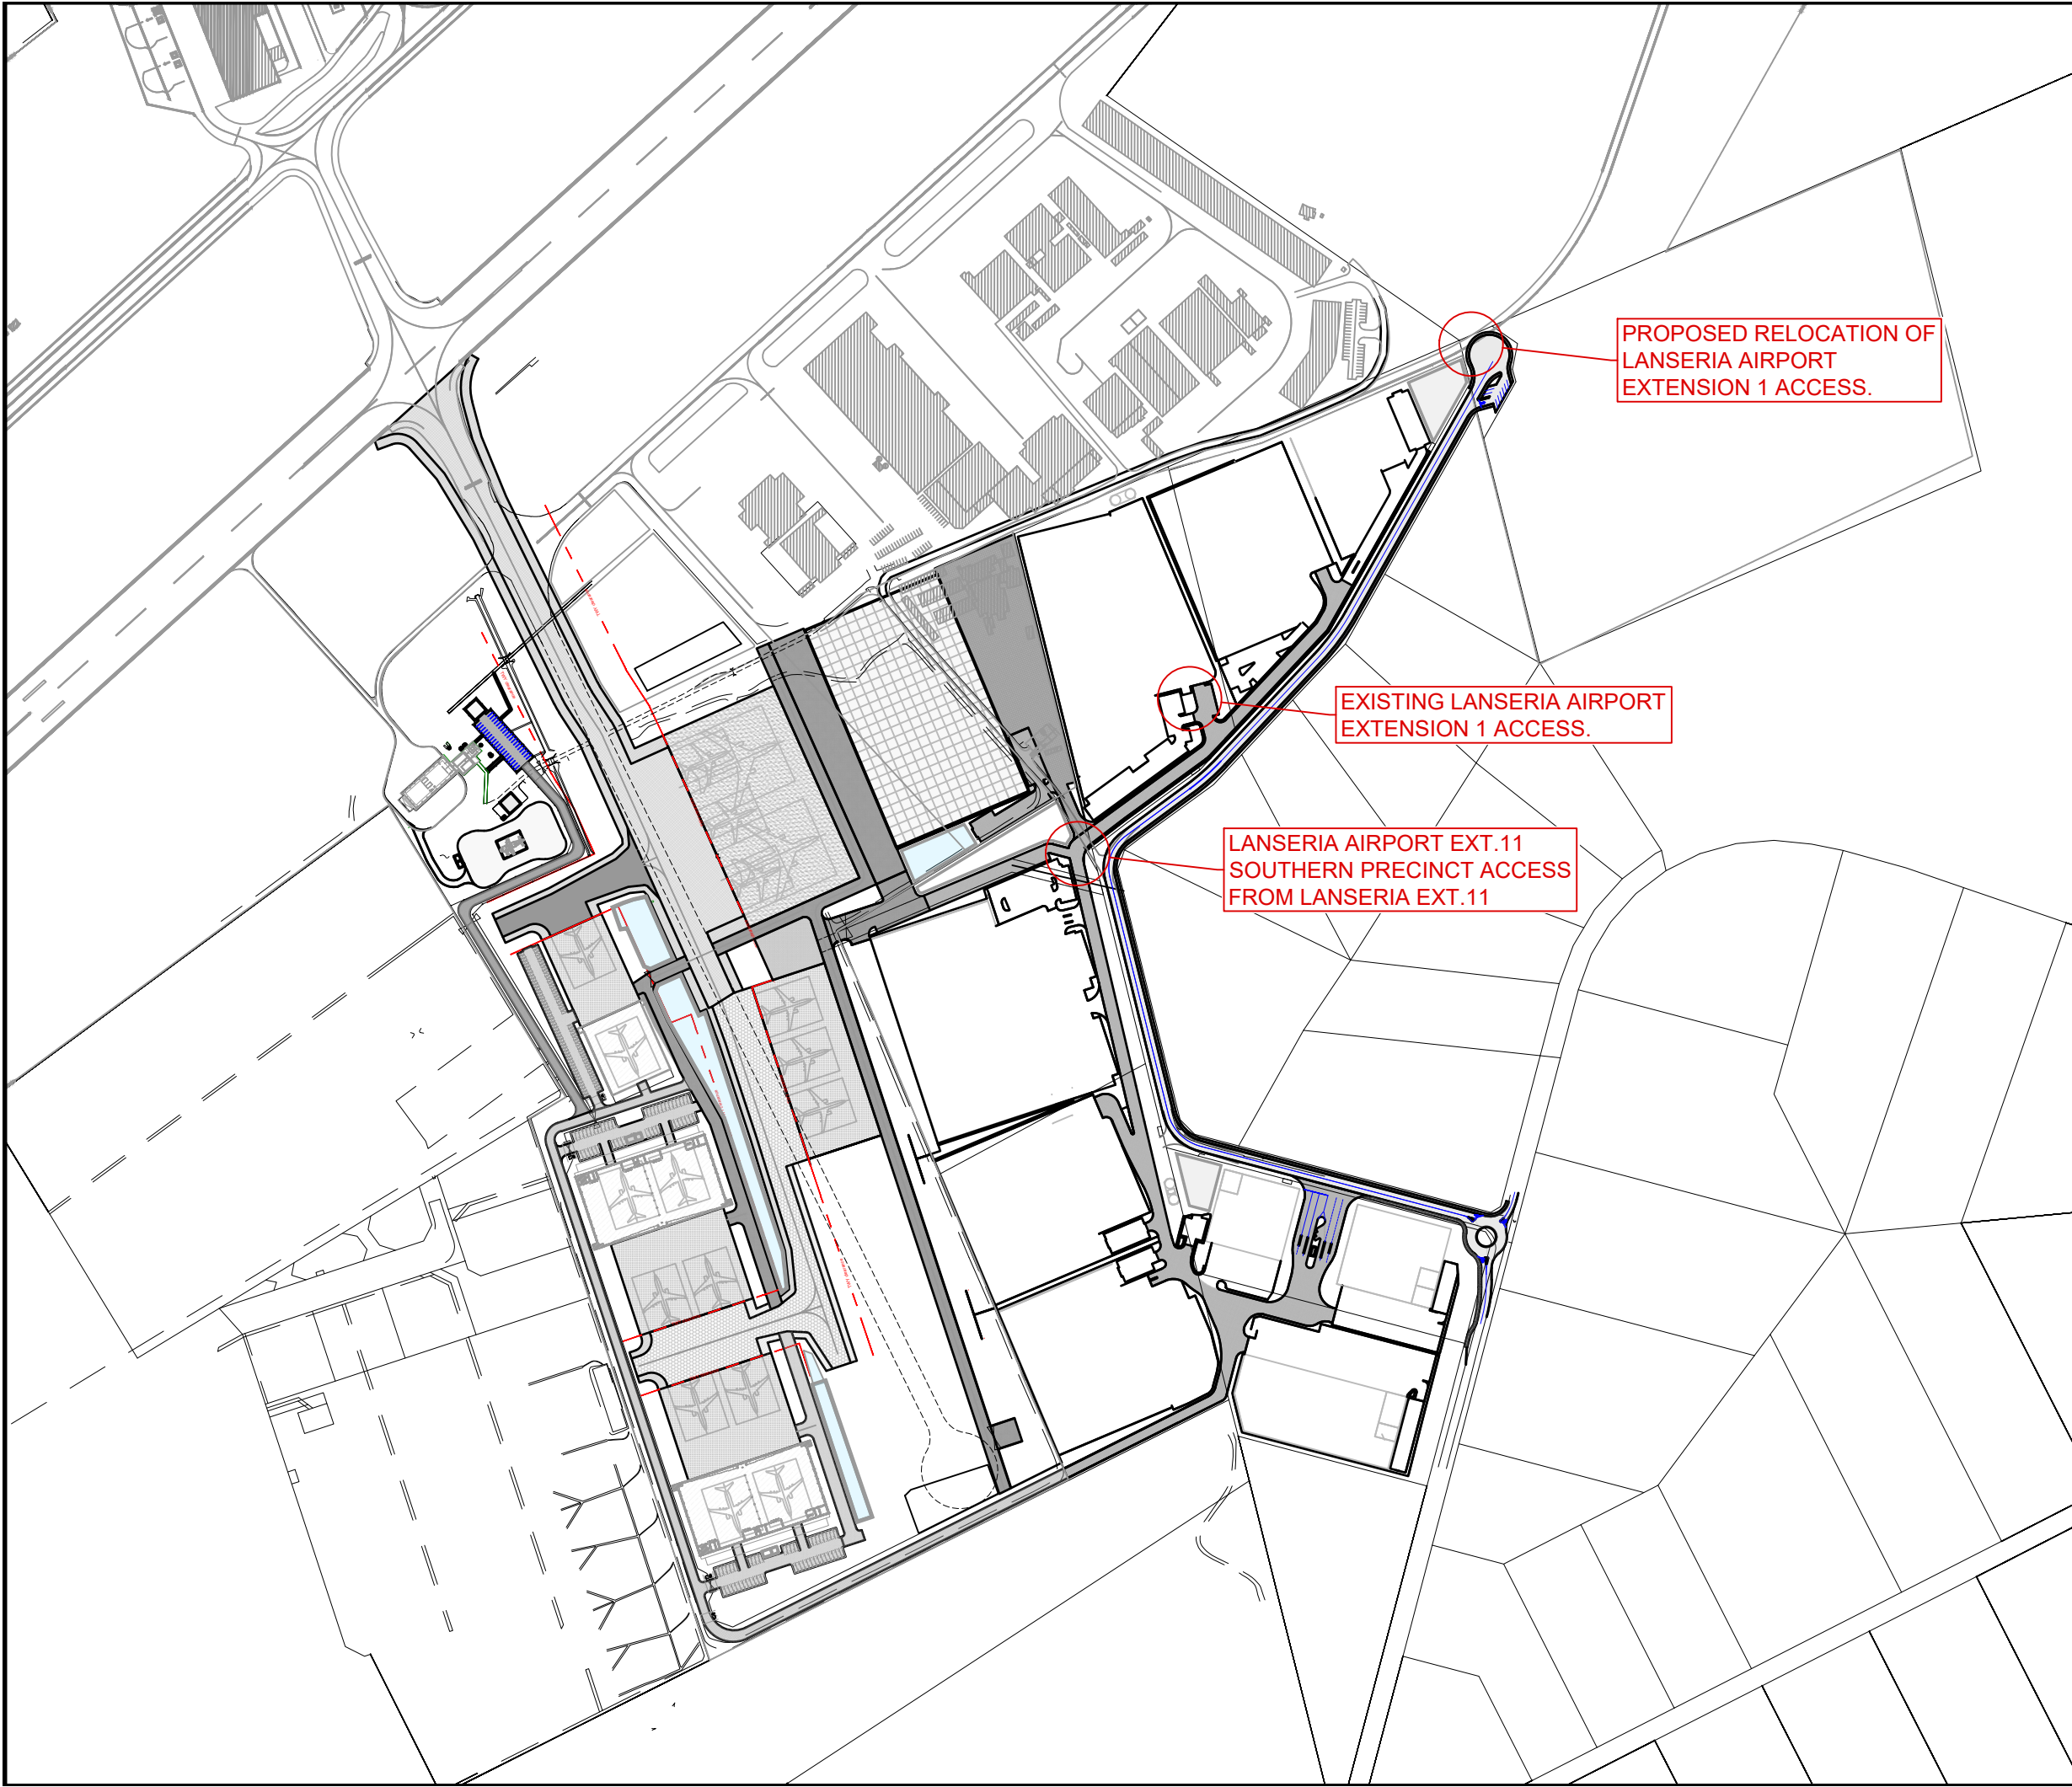 PROPOSED RELOCATION OF
LANSERIA AIRPORT
EXTENSION 1 ACCESS.
EXISTING LANSERIA AIRPORT
EXTENSION 1 ACCESS.
LANSERIA AIRPORT EXT.11
SOUTHERN PRECINCT ACCESS
FROM LANSERIA EXT.11